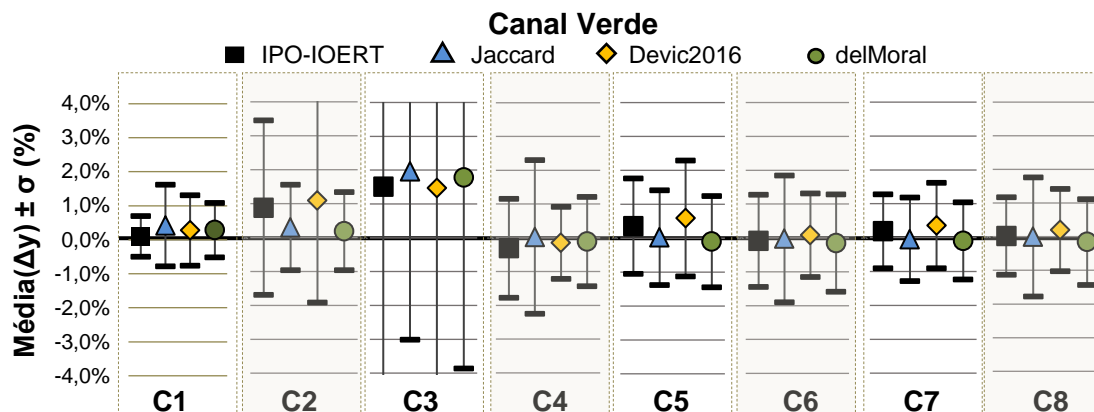 Canal Verde
IPO-IOERT Jaccard Devic2016 delMoral
Média(Δy) ± σ (%)
4,0%
3,0%
2,0%
1,0%
0,0%
-1,0%
-2,0%
-3,0%
-4,0%
C1 C2 C3 C4 C5 C6 C7 C8